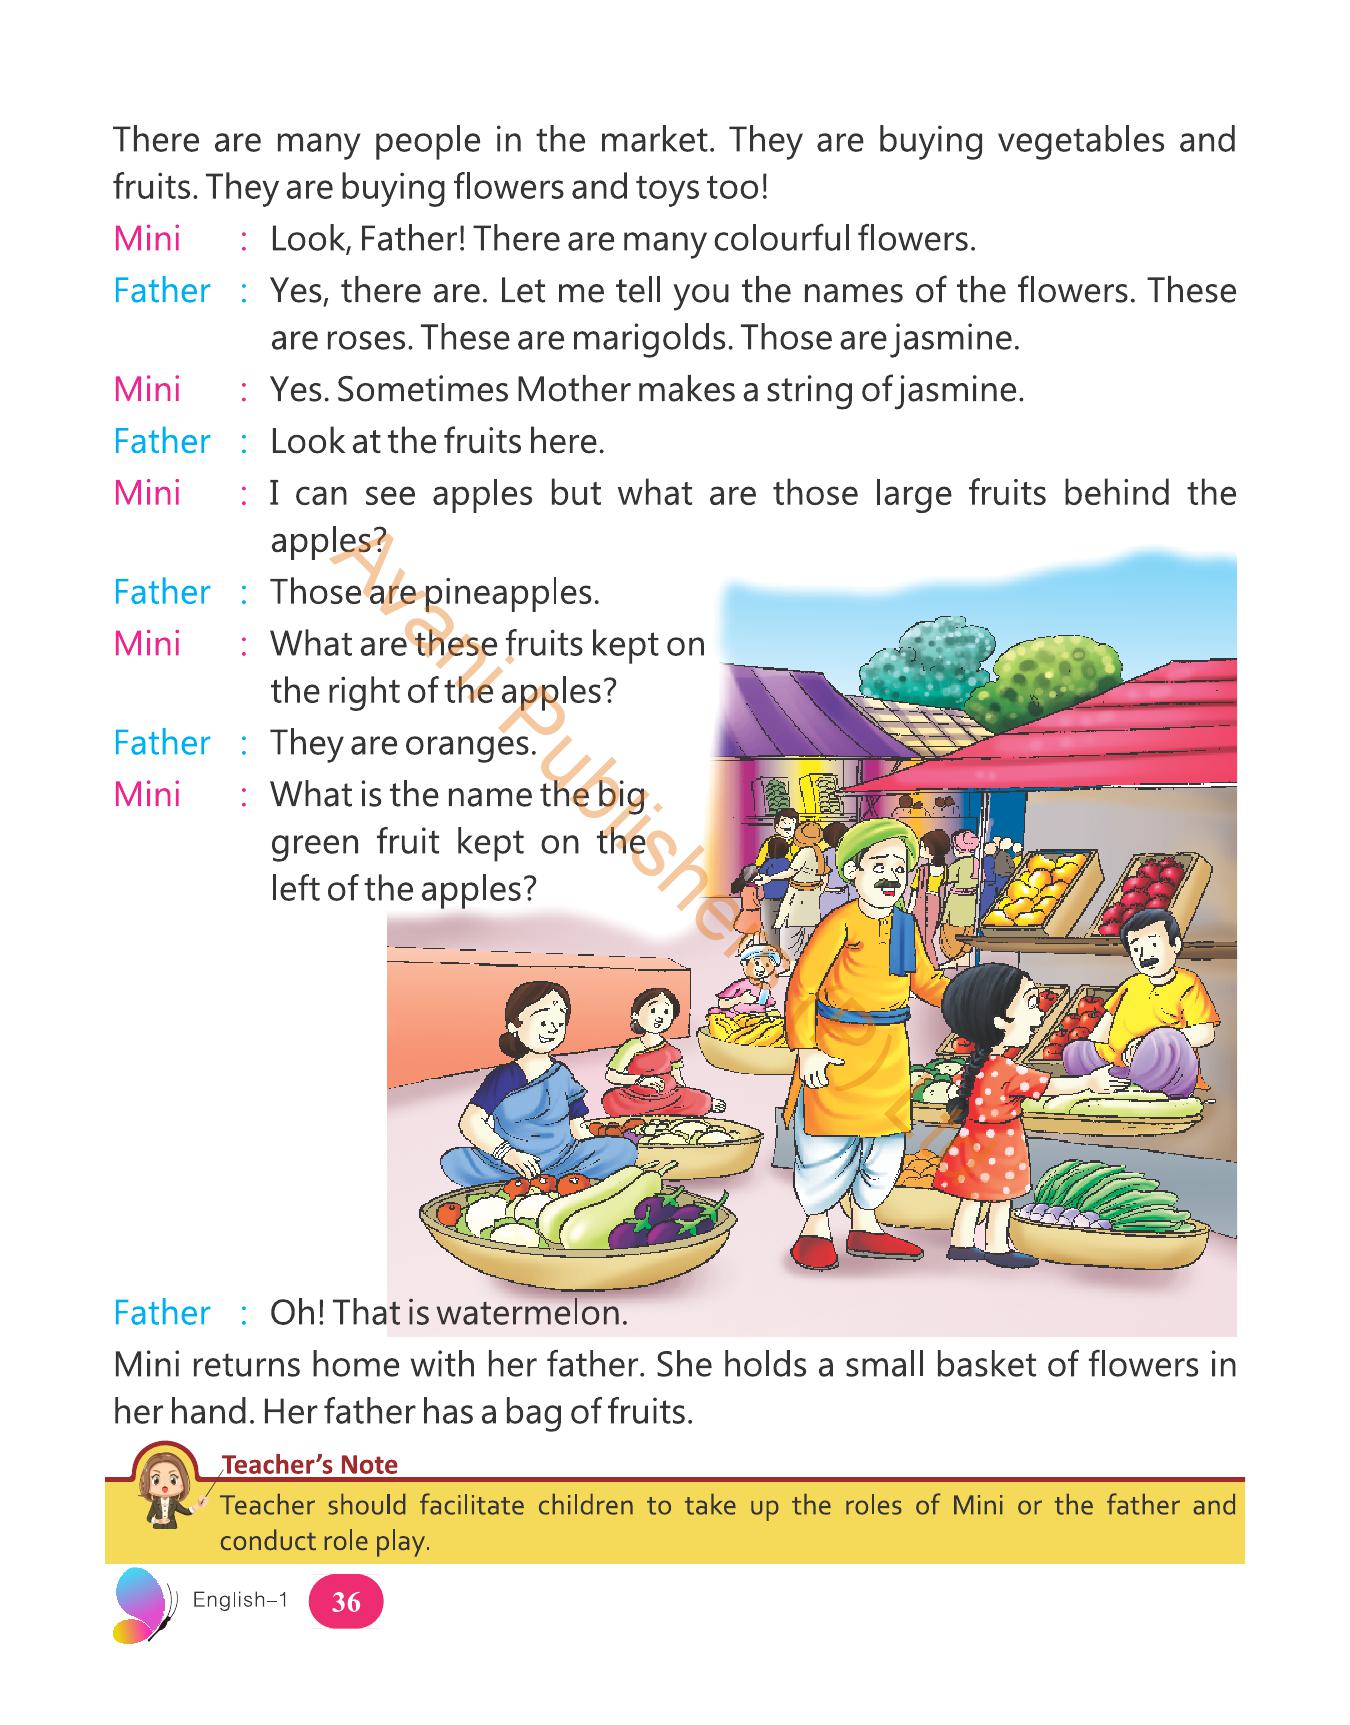 There are many people in the market. They are buying vegetables and
fruits. They are buying flowers and toys too!
Mini : Look, Father! There are many colourful flowers.
Father : Yes, there are. Let me tell you the names of the flowers. These
are roses. These are marigolds. Those are jasmine.
Mini : Yes. Sometimes Mother makes a string of jasmine.
Father : Look at the fruits here.
Mini : I can see apples but what are those large fruits behind the
apples?
Father : Those are pineapples.
Mini : What are these fruits kept on
the right of the apples?
Father : They are oranges.
Mini : What is the name the big
green fruit kept on the
left of the apples?
Avani Publishers (P) Lt
Father : Oh! That is watermelon.
Mini returns home with her father. She holds a small basket of flowers in
her hand. Her father has a bag of fruits.
Teacher's Note
Teacher should facilitate children to take up the roles of Mini or the father and
conduct role play.
English–1 36